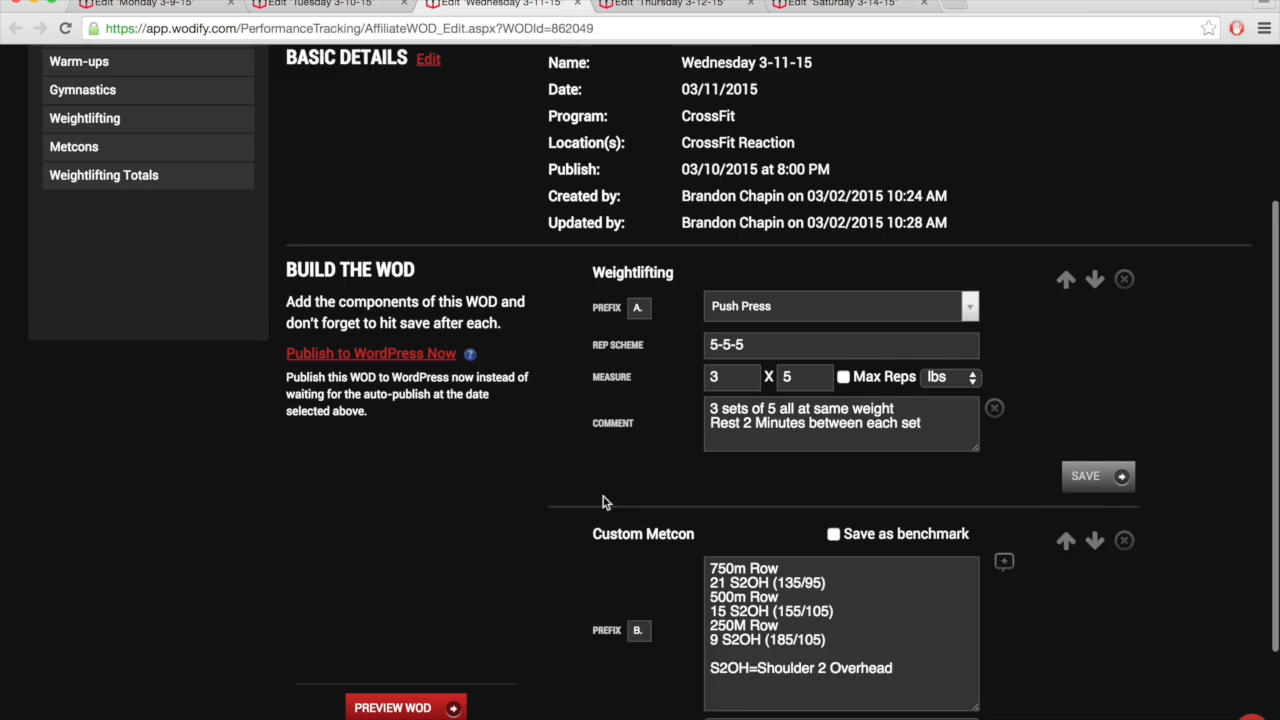 Edit 'Monday 3-9-15'
Edit 'Tuesday 3-10-15'
Edit 'Wednesday 3-11-15'
Edit 'Thursday 3-12-15'
Edit 'Saturday 3-14-15'
https://app.wodify.com/PerformanceTracking/AffiliateWOD_Edit.aspx?WODId=862049
Warm-ups
Gymnastics
Weightlifting
Metcons
Weightlifting Totals
BASIC DETAILS Edit
Name: Wednesday 3-11-15
Date: 03/11/2015
Program: CrossFit
Location(s): CrossFit Reaction
Publish: 03/10/2015 at 8:00 PM
Created by: Brandon Chapin on 03/02/2015 10:24 AM
Updated by: Brandon Chapin on 03/02/2015 10:28 AM
BUILD THE WOD
Add the components of this WOD and
don't forget to hit save after each.
Publish to WordPress Now ?
Publish this WOD to WordPress now instead of
waiting for the auto-publish at the date
selected above.
Weightlifting
PREFIX A. Push Press
REP SCHEME 5-5-5
MEASURE 3 X 5 Max Reps lbs
COMMENT
3 sets of 5 all at same weight
Rest 2 Minutes between each set
SAVE
Custom Metcon Save as benchmark
PREFIX B.
750m Row
21 S2OH (135/95)
500m Row
15 S2OH (155/105)
250M Row
9 S2OH (185/105)
S2OH=Shoulder 2 Overhead
PREVIEW WOD